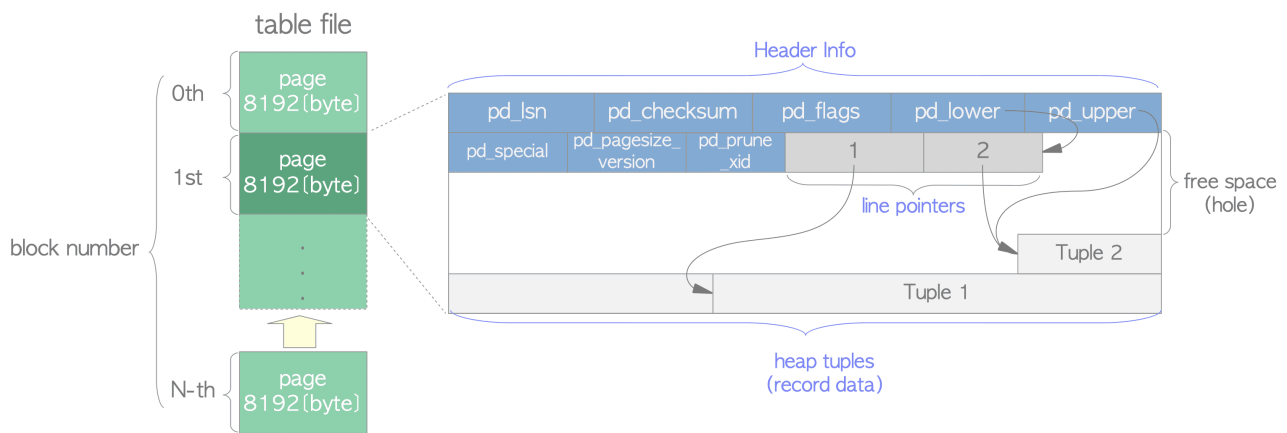 table file
block number
0th
page
8192[byte]
1st
page
8192[byte]
N-th
page
8192[byte]
Header Info
pd_lsn pd_checksum pd_flags pd_lower pd_upper
pd_special
pd_pagesize_
version
pd_prune
_xid
1 2
line pointers
free space
(hole)
Tuple 2
Tuple 1
heap tuples
(record data)